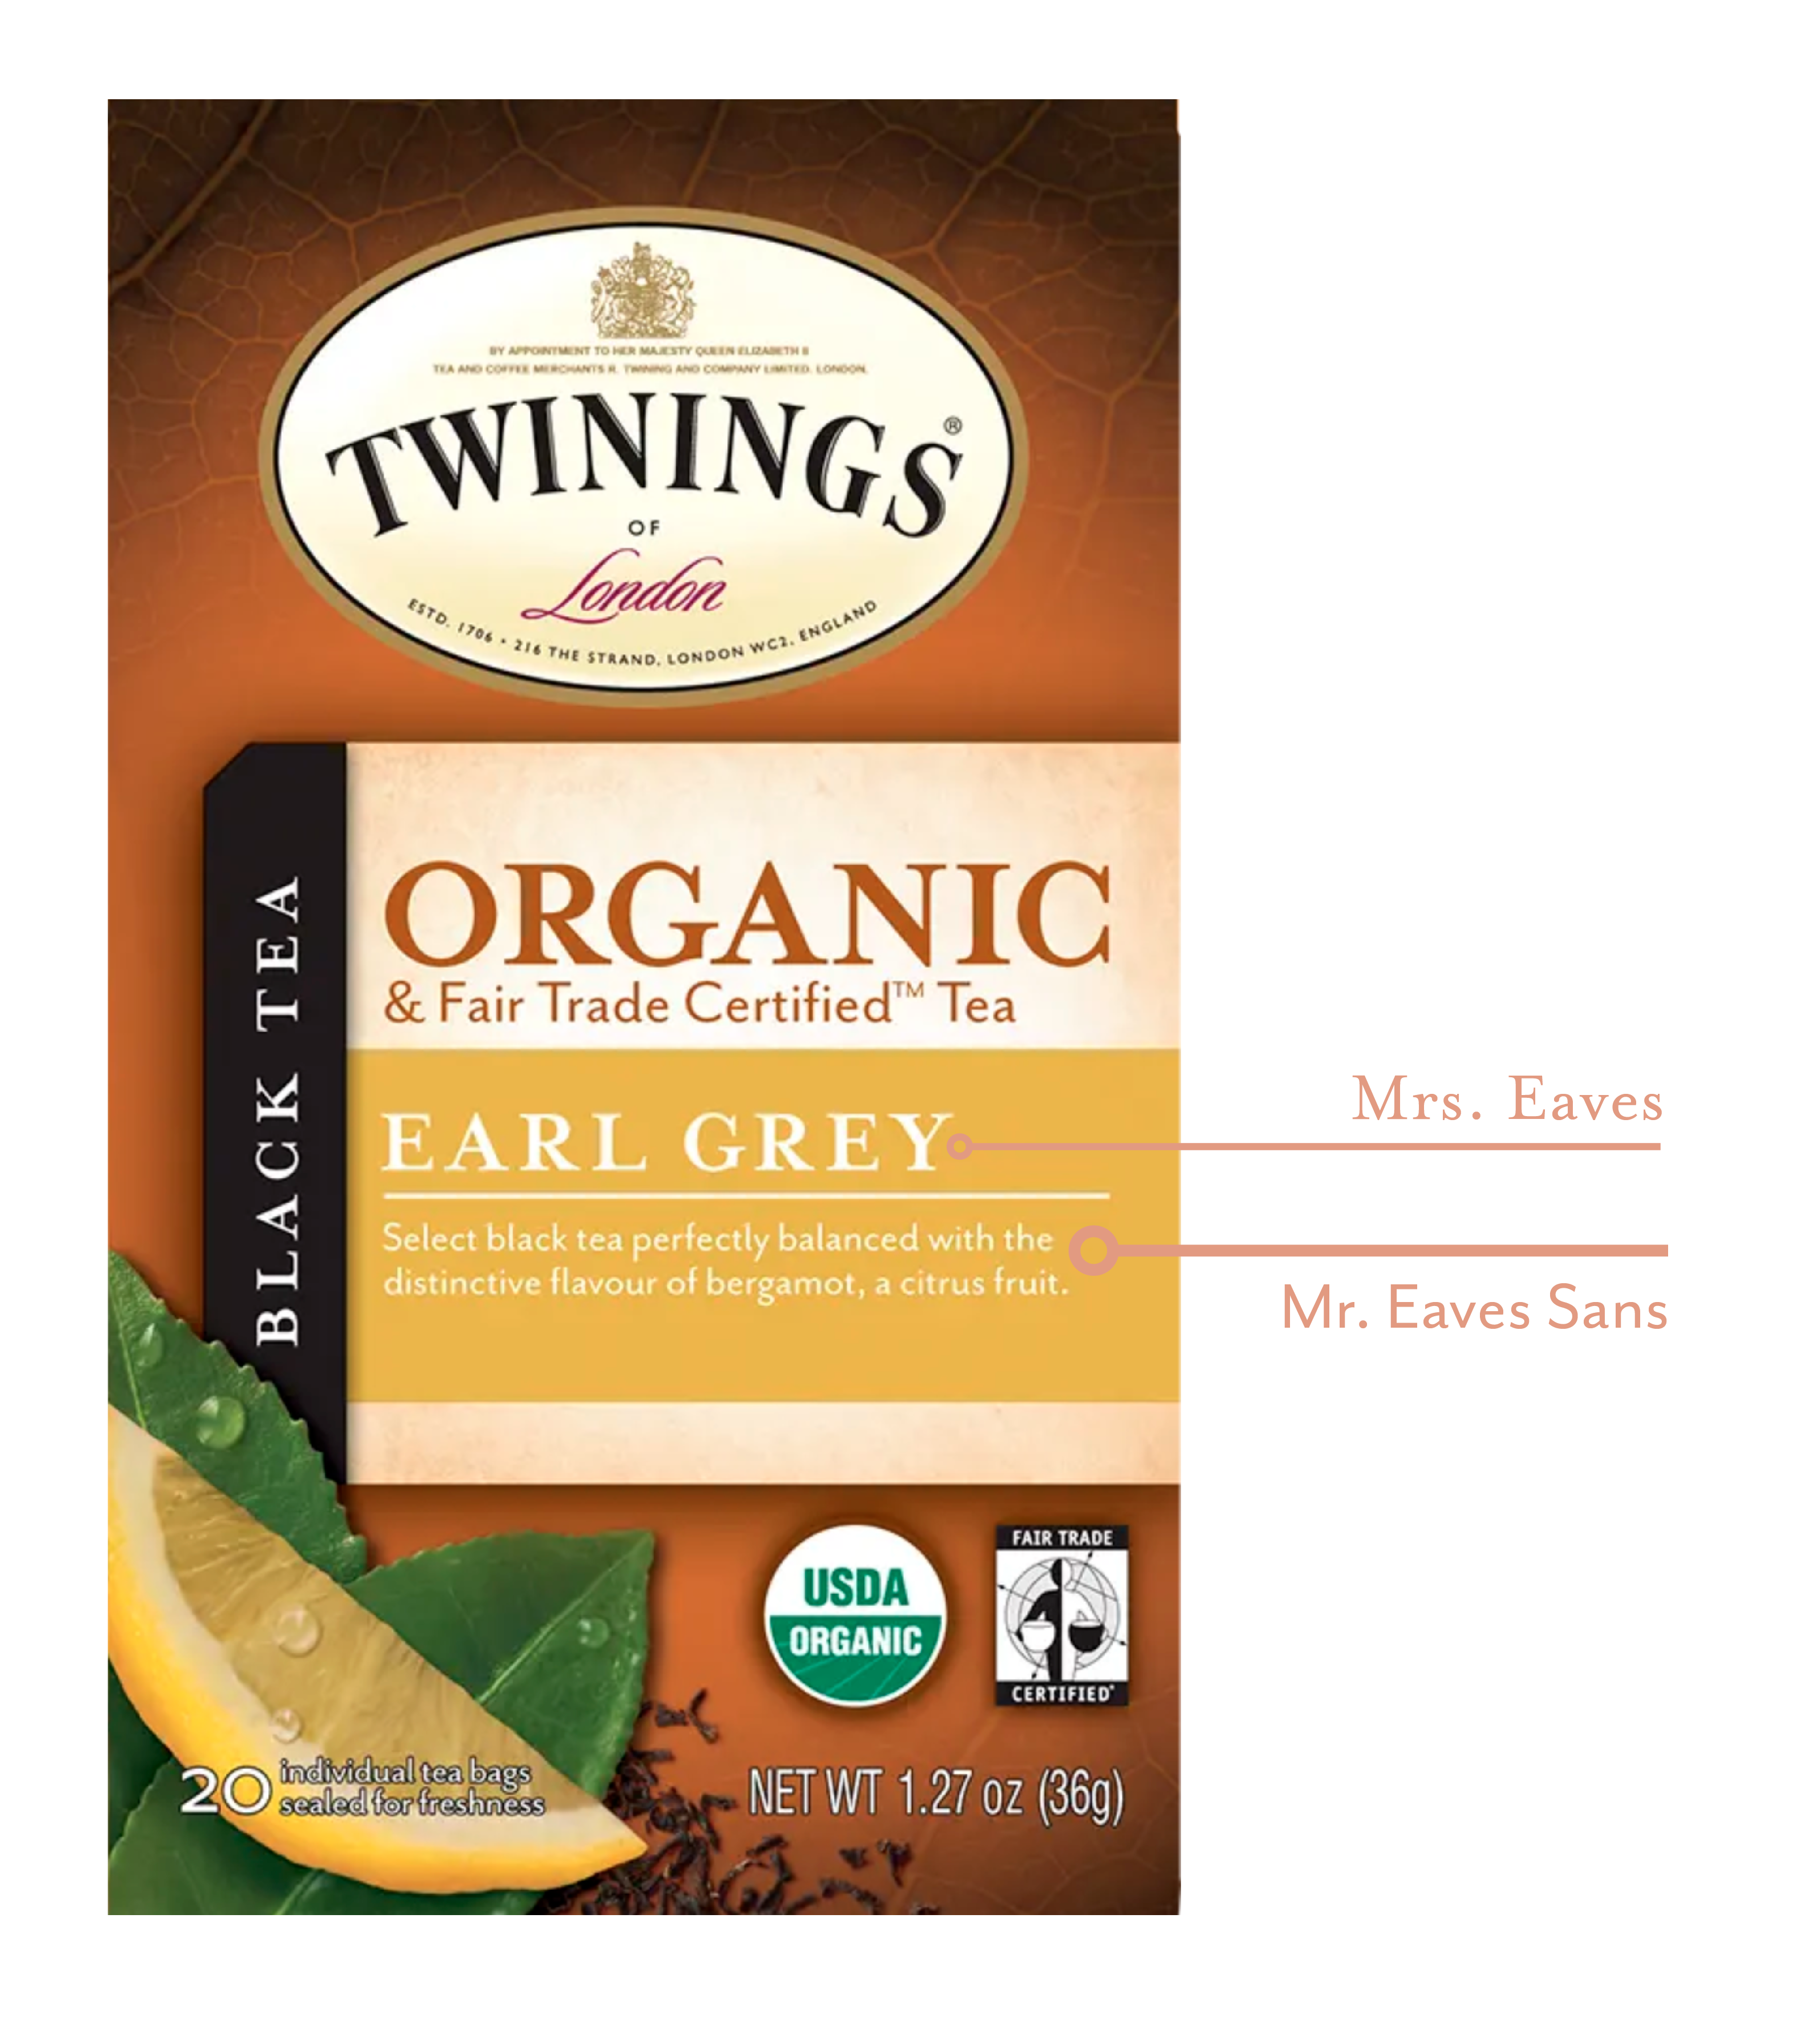 BY APPOINTMENT TO HER MAJESTY QUEEN ELIZABETH II
TEA AND COFFEE MERCHANTS R. TWINING AND COMPANY LIMITED. LONDON.
TWININGS®
OF
London
ESTD. 1706 • 216 THE STRAND, LONDON WC2, ENGLAND
BLACK TEA
ORGANIC
& Fair Trade Certified™ Tea
EARL GREY
Select black tea perfectly balanced with the
distinctive flavour of bergamot, a citrus fruit.
Mrs. Eaves
Mr. Eaves Sans
USDA
ORGANIC
FAIR TRADE
CERTIFIED
20 individual tea bags
sealed for freshness
NET WT 1.27 oz (36g)